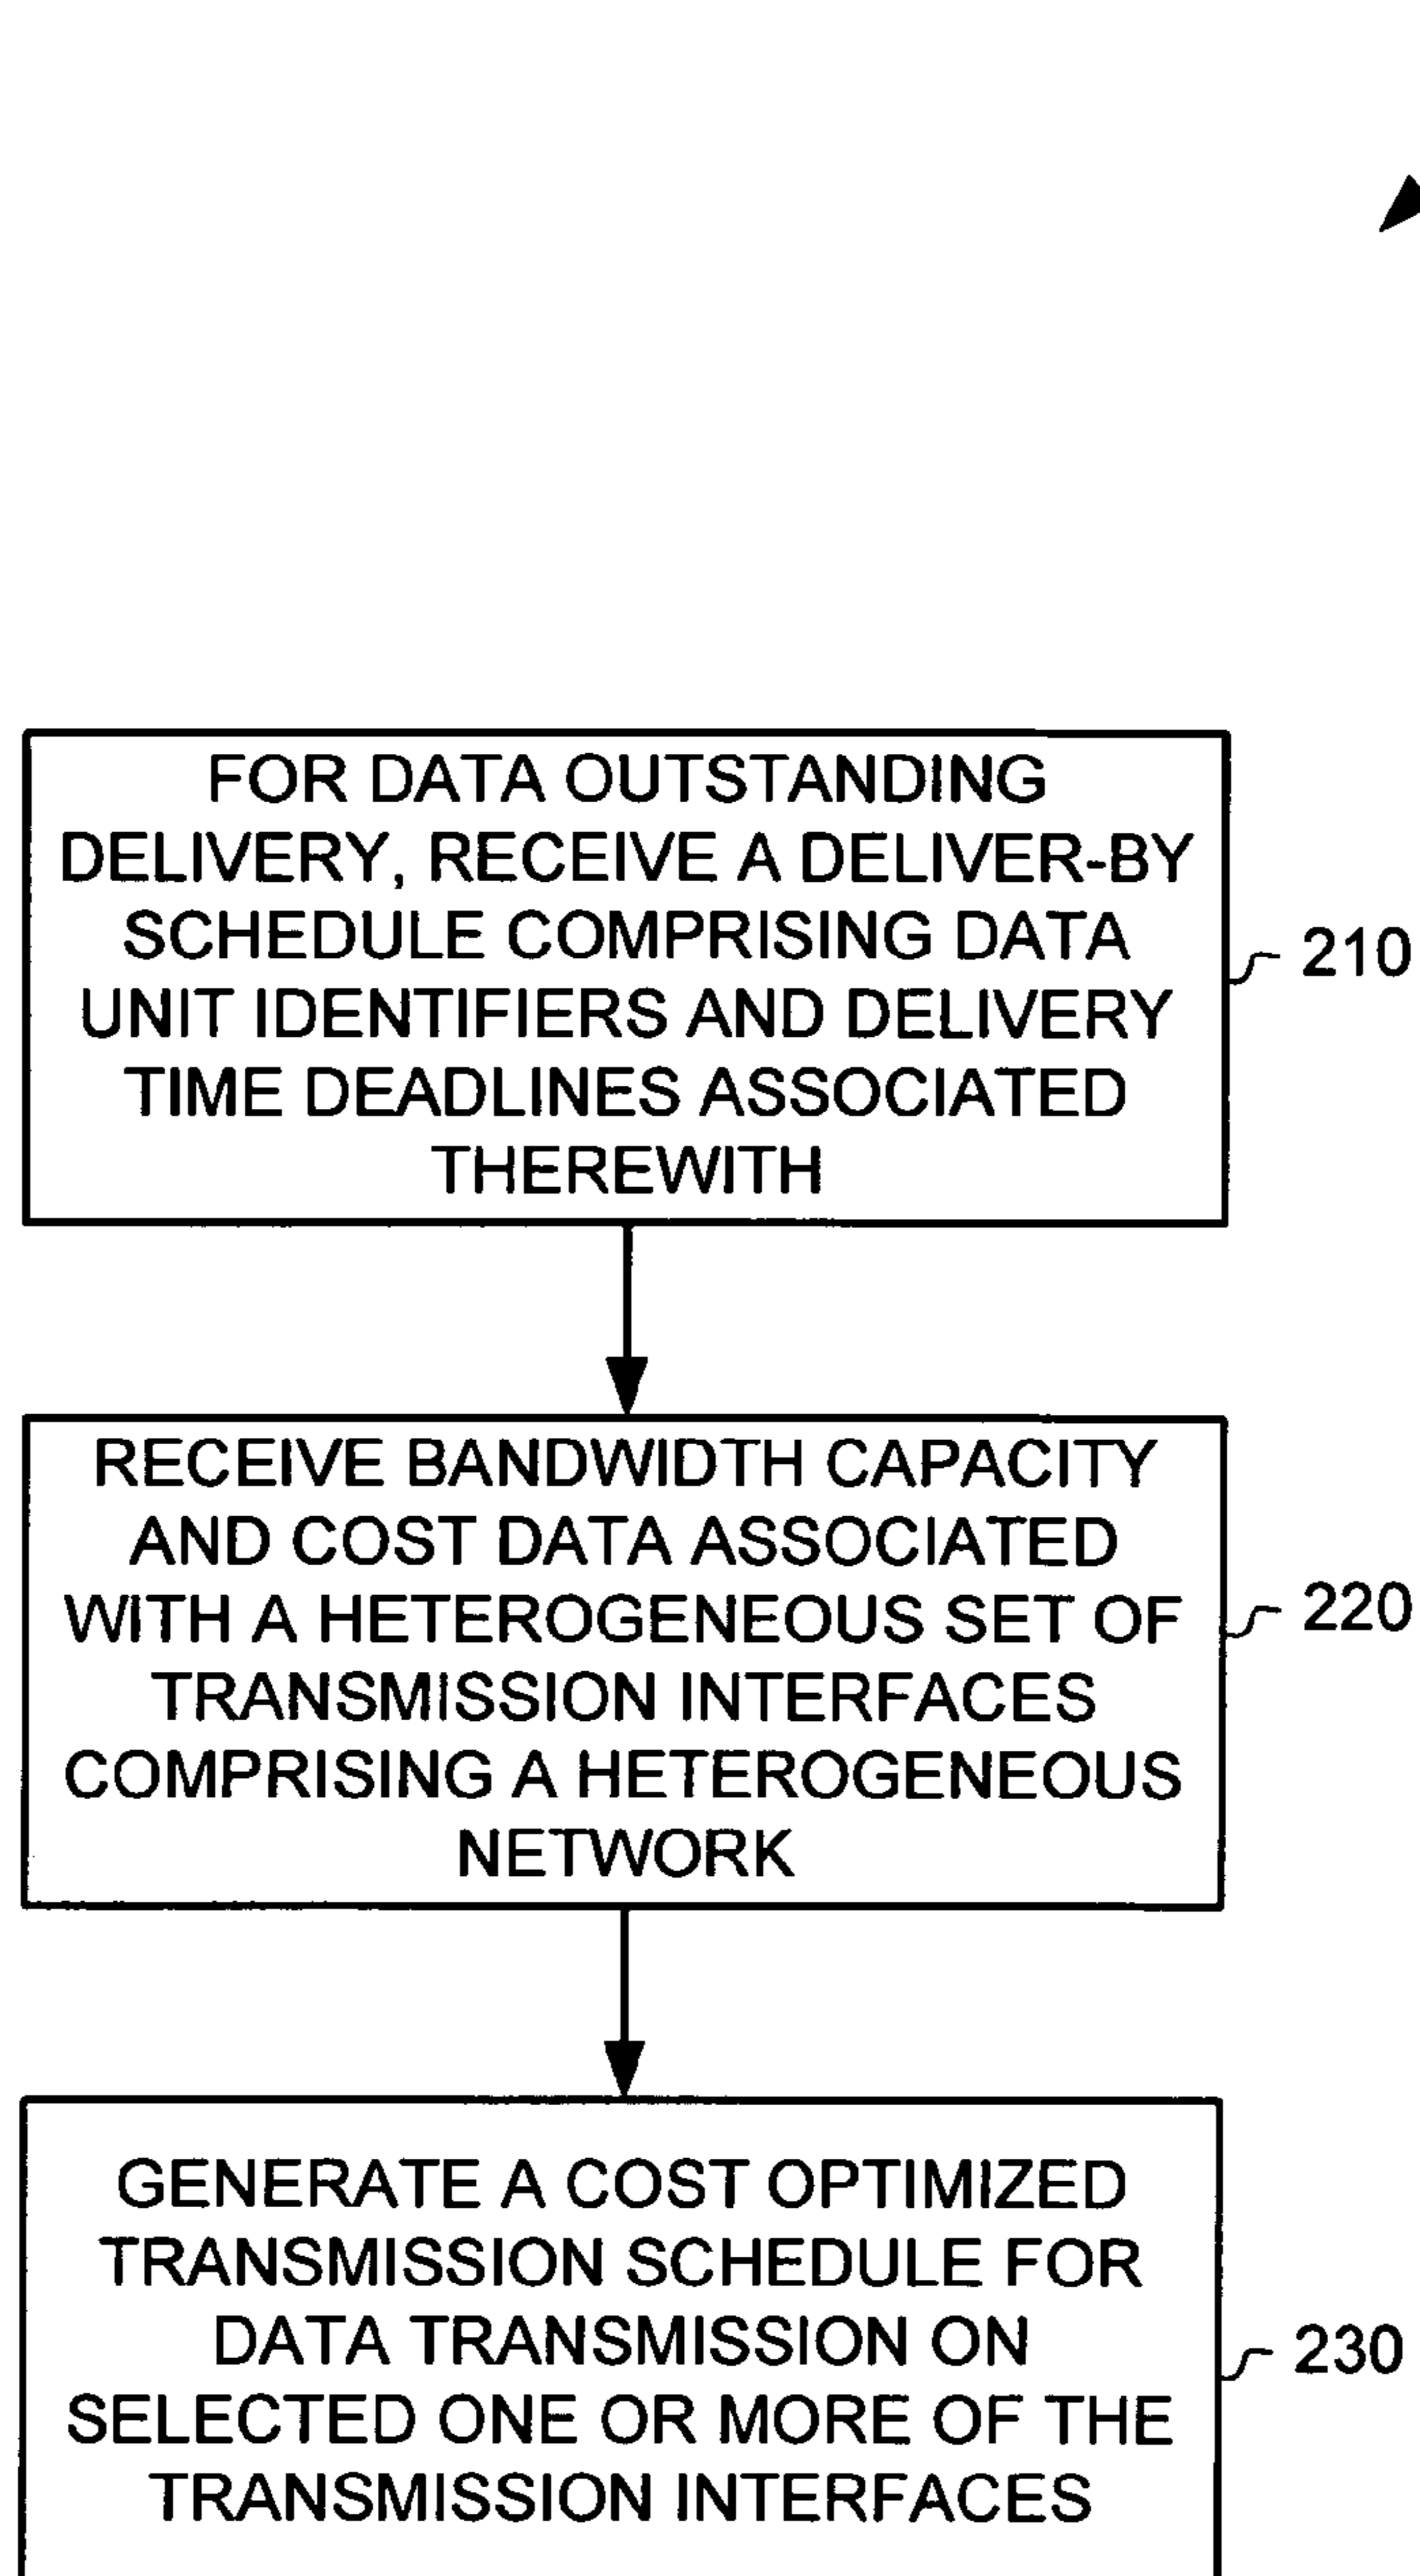 FOR DATA OUTSTANDING
DELIVERY, RECEIVE A DELIVER-BY
SCHEDULE COMPRISING DATA
UNIT IDENTIFIERS AND DELIVERY
TIME DEADLINES ASSOCIATED
THEREWITH
210
RECEIVE BANDWIDTH CAPACITY
AND COST DATA ASSOCIATED
WITH A HETEROGENEOUS SET OF
TRANSMISSION INTERFACES
COMPRISING A HETEROGENEOUS
NETWORK
220
GENERATE A COST OPTIMIZED
TRANSMISSION SCHEDULE FOR
DATA TRANSMISSION ON
SELECTED ONE OR MORE OF THE
TRANSMISSION INTERFACES
230